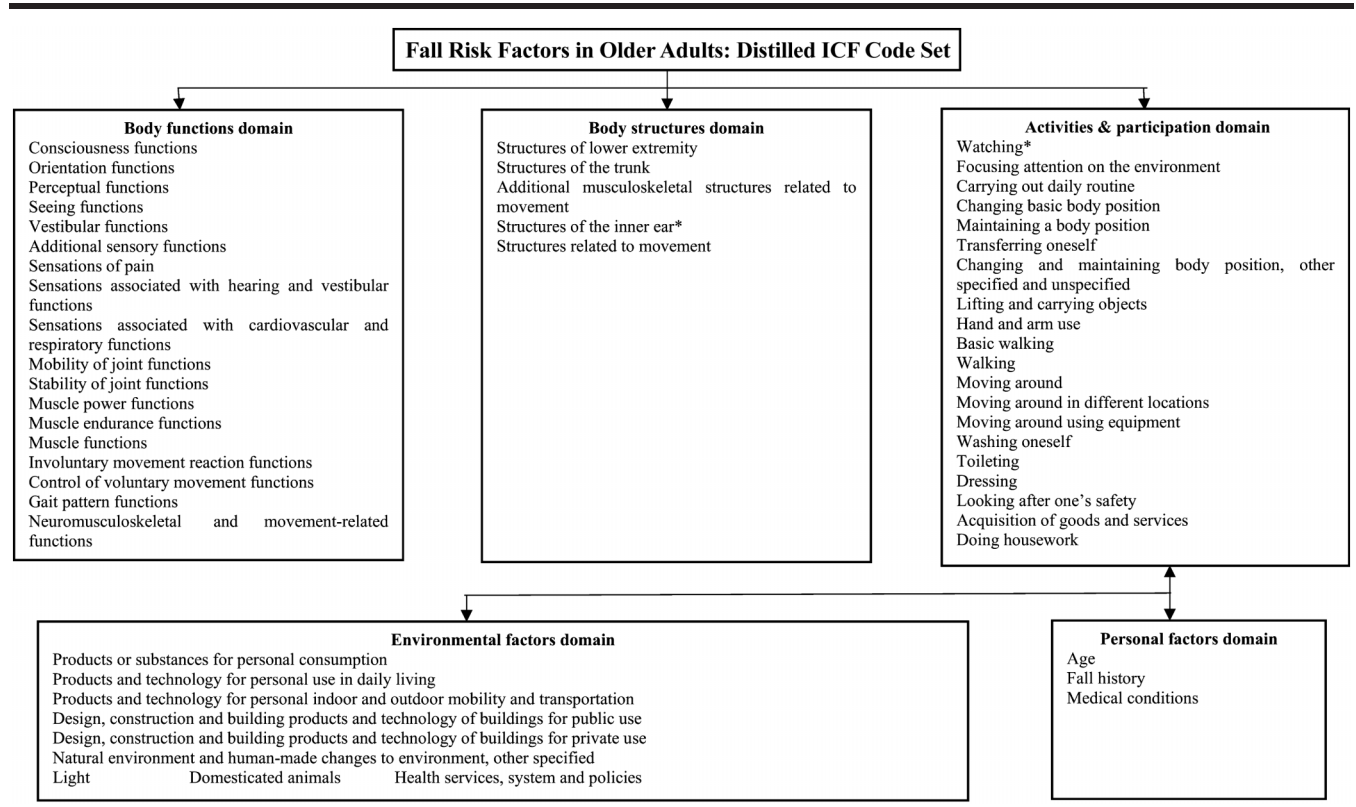 Fall Risk Factors in Older Adults: Distilled ICF Code Set
Body functions domain
Consciousness functions
Orientation functions
Perceptual functions
Seeing functions
Vestibular functions
Additional sensory functions
Sensations of pain
Sensations associated with hearing and vestibular
functions
Sensations associated with cardiovascular and
respiratory functions
Mobility of joint functions
Stability of joint functions
Muscle power functions
Muscle endurance functions
Muscle functions
Involuntary movement reaction functions
Control of voluntary movement functions
Gait pattern functions
Neuromusculoskeletal and movement-related
functions
Body structures domain
Structures of lower extremity
Structures of the trunk
Additional musculoskeletal structures related to
movement
Structures of the inner ear*
Structures related to movement
Activities & participation domain
Watching*
Focusing attention on the environment
Carrying out daily routine
Changing basic body position
Maintaining a body position
Transferring oneself
Changing and maintaining body position, other
specified and unspecified
Lifting and carrying objects
Hand and arm use
Basic walking
Walking
Moving around
Moving around in different locations
Moving around using equipment
Washing oneself
Toileting
Dressing
Looking after one's safety
Acquisition of goods and services
Doing housework
Environmental factors domain
Products or substances for personal consumption
Products and technology for personal use in daily living
Products and technology for personal indoor and outdoor mobility and transportation
Design, construction and building products and technology of buildings for public use
Design, construction and building products and technology of buildings for private use
Natural environment and human-made changes to environment, other specified
Light Domesticated animals Health services, system and policies
Personal factors domain
Age
Fall history
Medical conditions